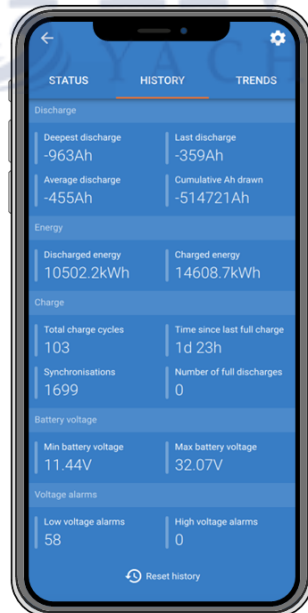 YACH
STATUS HISTORY TRENDS
Discharge
Deepest discharge Last discharge
-963Ah -359Ah
Average discharge Cumulative Ah drawn
-455Ah -514721Ah
Energy
Discharged energy Charged energy
10502.2kWh 14608.7kWh
Charge
Total charge cycles Time since last full charge
103 1d 23h
Synchronisations Number of full discharges
1699 0
Battery voltage
Min battery voltage Max battery voltage
11.44V 32.07V
Voltage alarms
Low voltage alarms High voltage alarms
58 0
Reset history